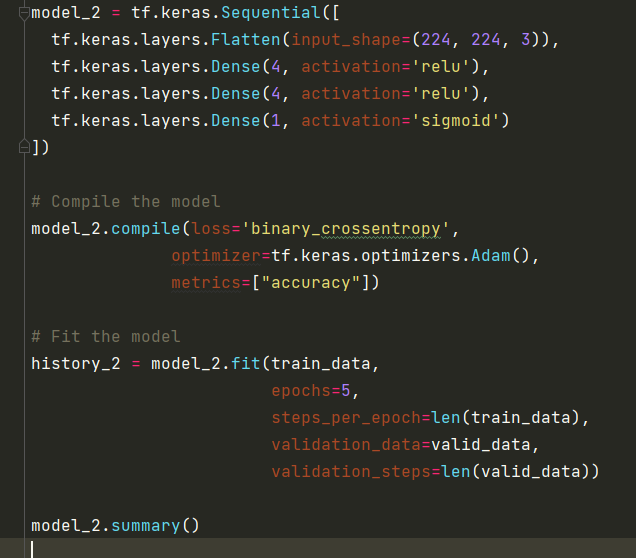 model_2 = tf.keras.Sequential([
  tf.keras.layers.Flatten(input_shape=(224, 224, 3)),
  tf.keras.layers.Dense(4, activation='relu'),
  tf.keras.layers.Dense(4, activation='relu'),
  tf.keras.layers.Dense(1, activation='sigmoid')
])

# Compile the model
model_2.compile(loss='binary_crossentropy',
              optimizer=tf.keras.optimizers.Adam(),
              metrics=["accuracy"])

# Fit the model
history_2 = model_2.fit(train_data,
                        epochs=5,
                        steps_per_epoch=len(train_data),
                        validation_data=valid_data,
                        validation_steps=len(valid_data))

model_2.summary()